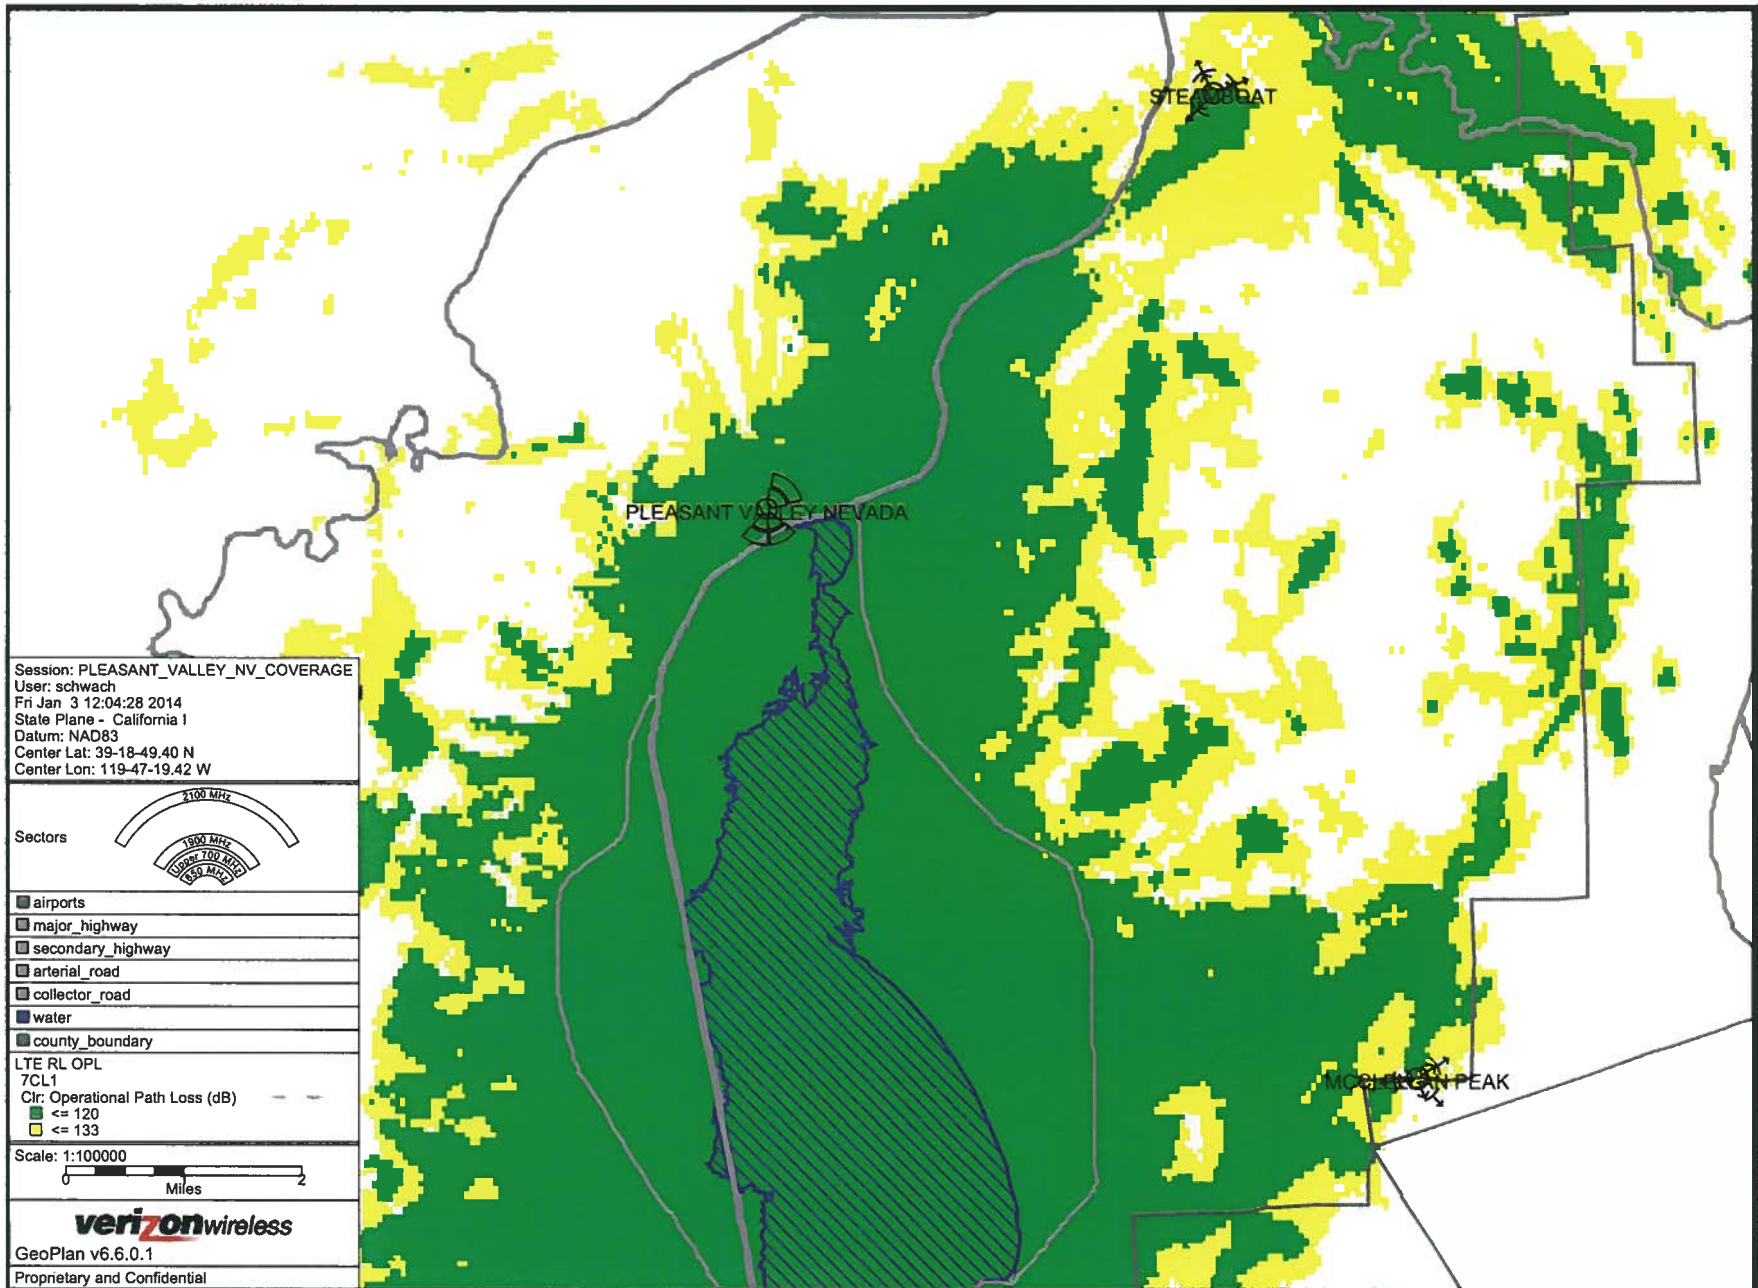 STEAMBOAT
PLEASANT VALLEY NEVADA
Session: PLEASANT_VALLEY_NV_COVERAGE
User: schwach
Fri Jan 3 12:04:28 2014
State Plane - California I
Datum: NAD83
Center Lat: 39-18-49.40 N
Center Lon: 119-47-19.42 W
2100 MHz
Sectors
1900 MHz
Upper 700 MHz
850 MHz
airports
major_highway
secondary_highway
arterial_road
collector_road
water
county_boundary
LTE RL OPL
7CL1
Clr: Operational Path Loss (dB)
<= 120
<= 133
MCCLELLAN PEAK
Scale: 1:100000
0 2
Miles
verizonwireless
GeoPlan v6.6.0.1
Proprietary and Confidential